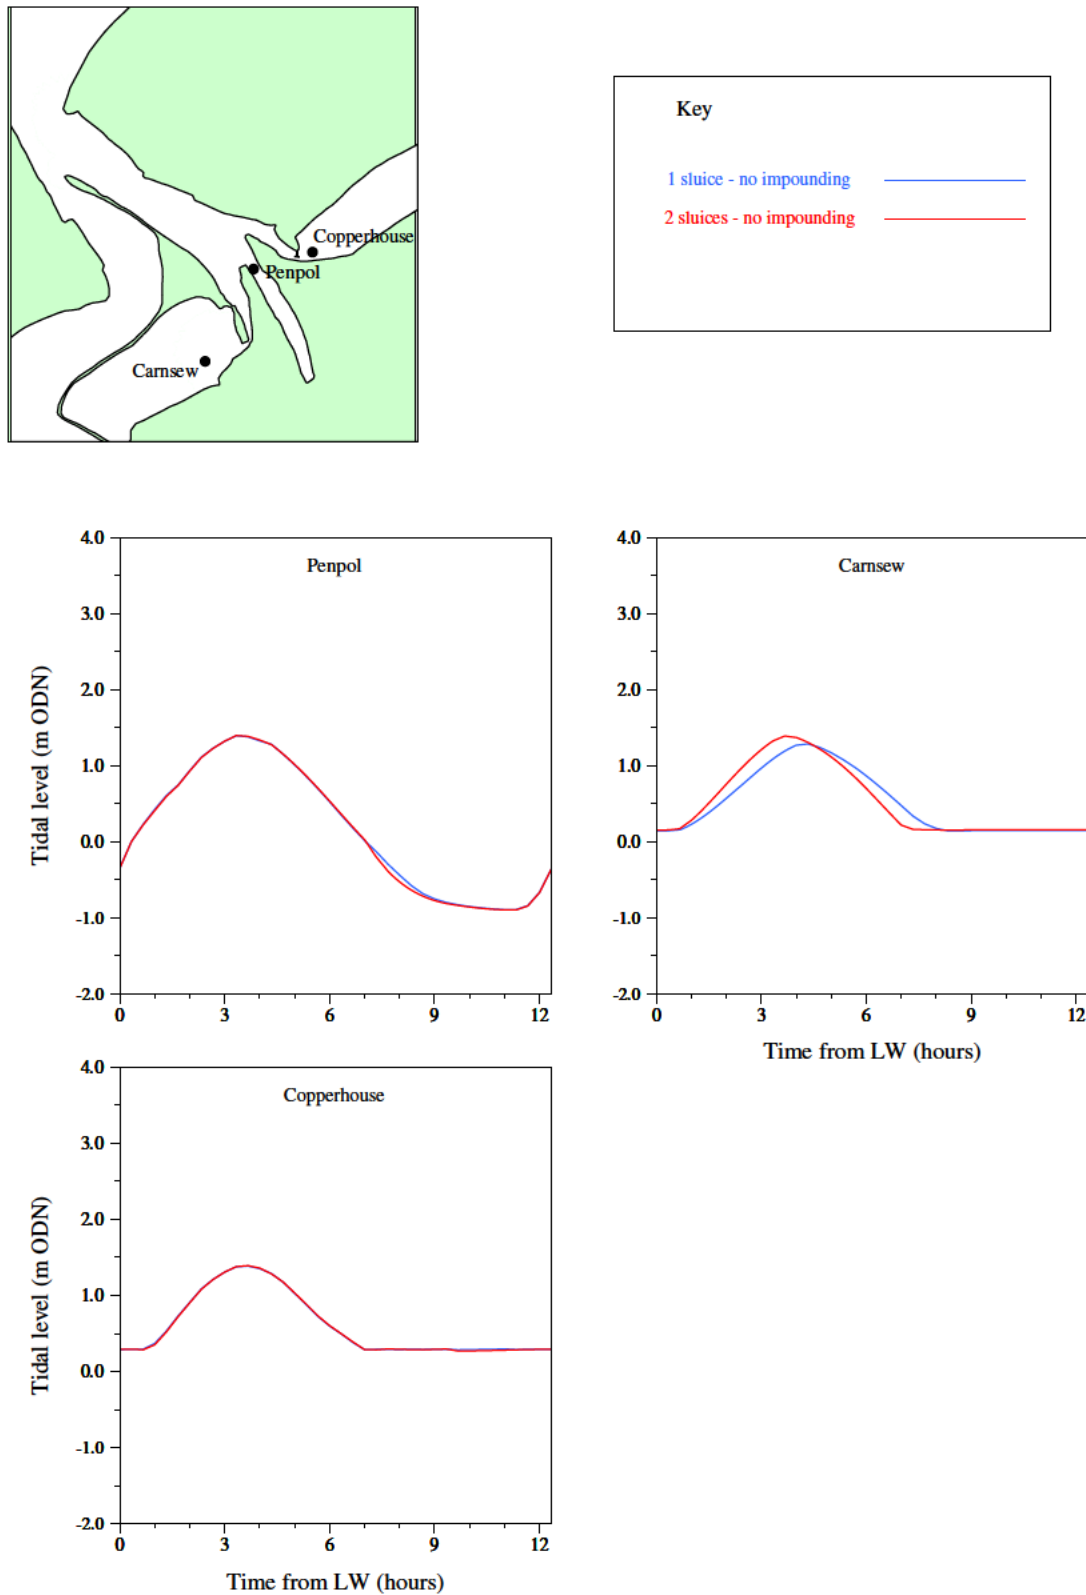 Key
1 sluice - no impounding
2 sluices - no impounding
Copperhouse
Penpol
Carnsew
Penpol
Tidal level (m ODN)
4.0
3.0
2.0
1.0
0.0
-1.0
-2.0
0 3 6 9 12
Carnsew
4.0
3.0
2.0
1.0
0.0
-1.0
-2.0
0 3 6 9 12
Time from LW (hours)
Copperhouse
Tidal level (m ODN)
4.0
3.0
2.0
1.0
0.0
-1.0
-2.0
0 3 6 9 12
Time from LW (hours)